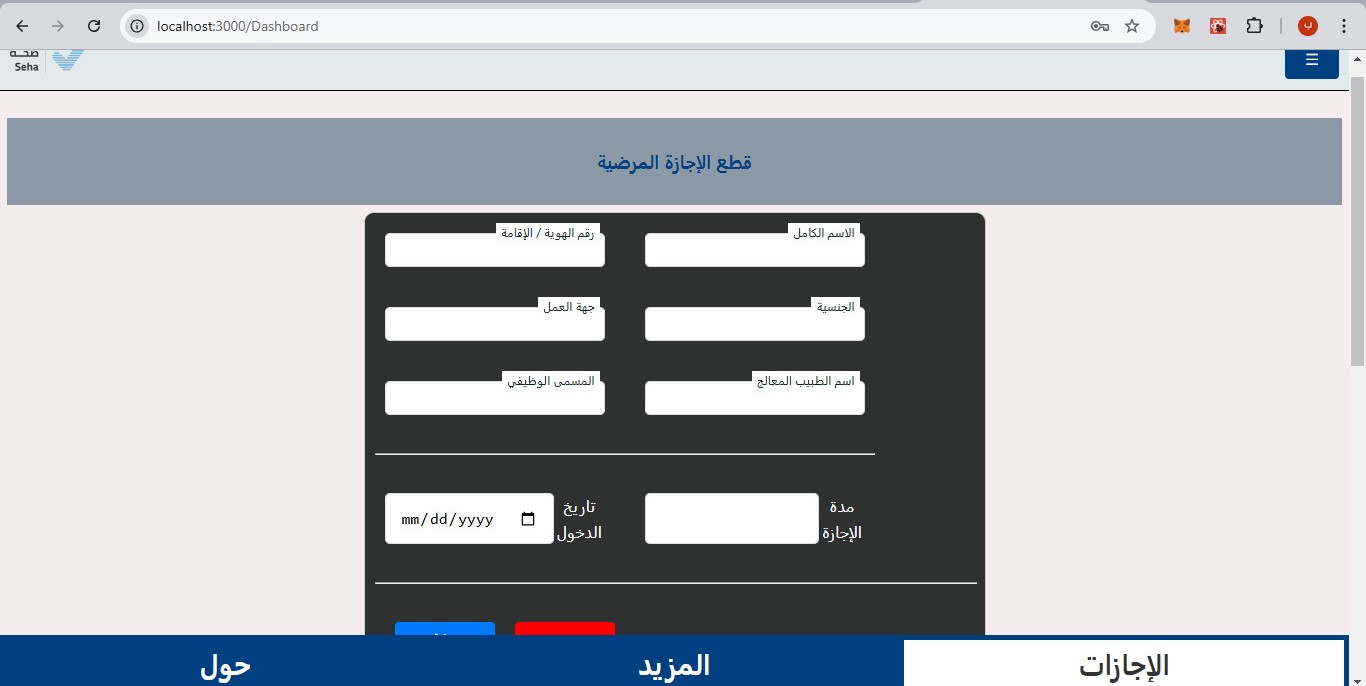 localhost:3000/Dashboard
صحـة
Seha
☰
قطع الإجازة المرضية
الاسم الكامل
رقم الهوية / الإقامة
الجنسية
جهة العمل
اسم الطبيب المعالج
المسمى الوظيفي
مدة
الإجازة
تاريخ
الدخول
mm/dd/yyyy
الإجازات
المزيد
حول